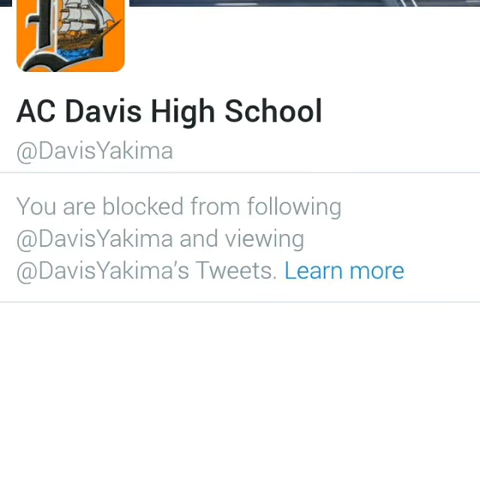 AC Davis High School
@DavisYakima
You are blocked from following
@DavisYakima and viewing
@DavisYakima's Tweets. Learn more